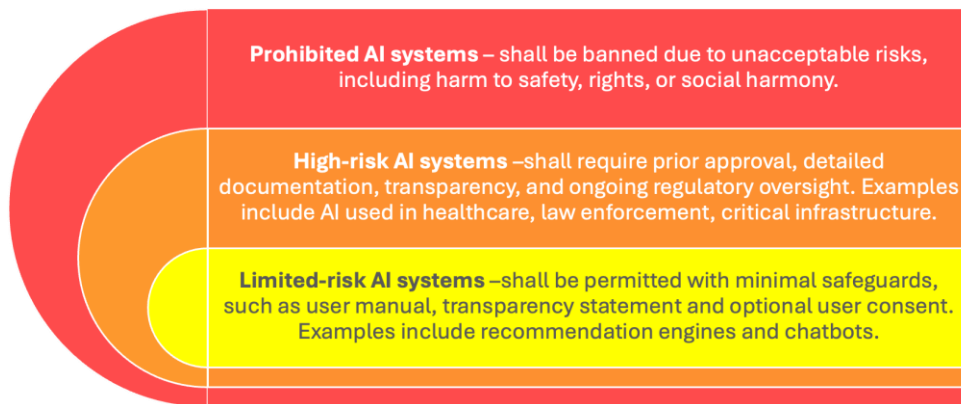 Prohibited AI systems – shall be banned due to unacceptable risks,
including harm to safety, rights, or social harmony.
High-risk AI systems –shall require prior approval, detailed
documentation, transparency, and ongoing regulatory oversight. Examples
include AI used in healthcare, law enforcement, critical infrastructure.
Limited-risk AI systems –shall be permitted with minimal safeguards,
such as user manual, transparency statement and optional user consent.
Examples include recommendation engines and chatbots.